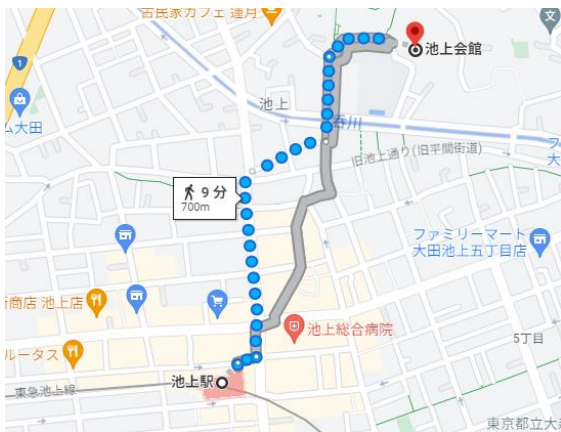 古民家カフェ 蓮月
文
池上会館
1
ム大田
池上
呑川
旧池上通り(旧平間街道)
9 分
700m
ファミリーマート
大田池上五丁目店
商店 池上店
池上総合病院
5丁目
ルータス
池上駅
東急池上線
東京都立大